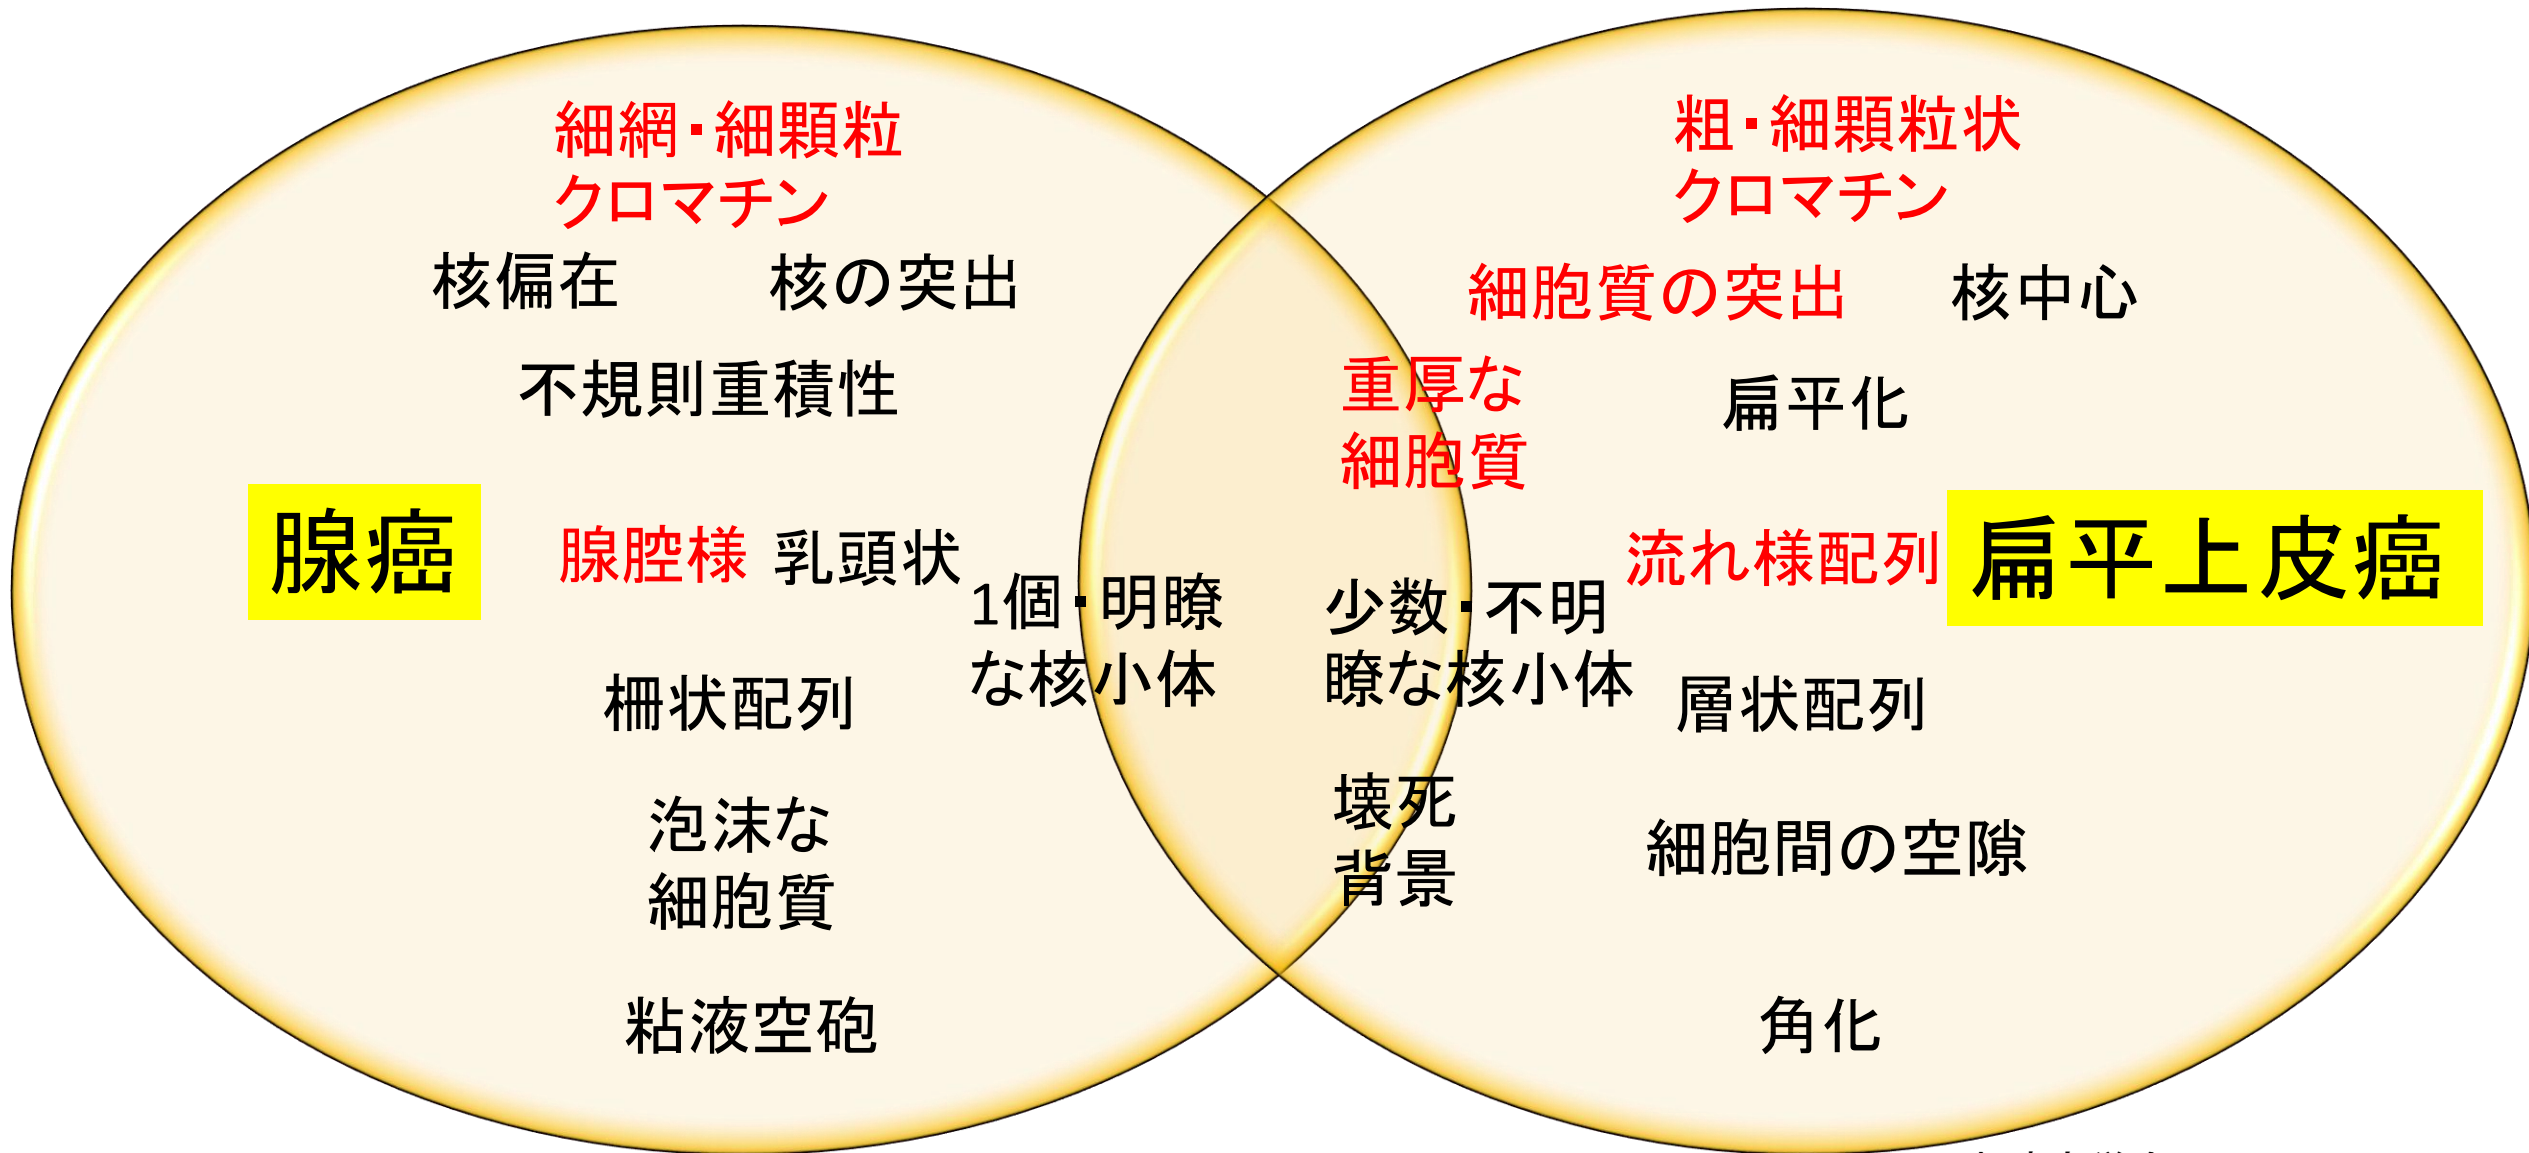 細網・細顆粒
クロマチン
核偏在
核の突出
不規則重積性
腺癌
腺腔様
乳頭状
1個・明瞭
な核小体
柵状配列
泡沫な
細胞質
粘液空砲
粗・細顆粒状
クロマチン
細胞質の突出
核中心
重厚な
細胞質
扁平化
流れ様配列
扁平上皮癌
少数・不明
瞭な核小体
層状配列
壊死
背景
細胞間の空隙
角化